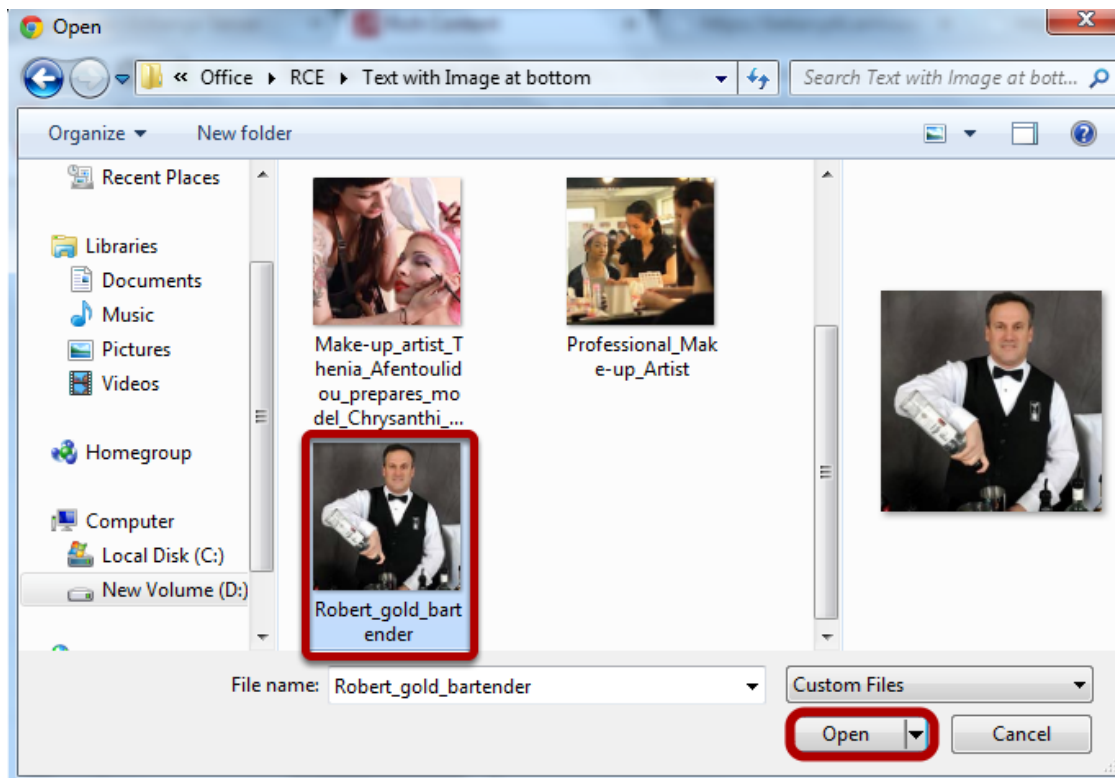 Open
« Office ▸ RCE ▸ Text with Image at bottom
Search Text with Image at bott...
Organize
New folder
Recent Places
Libraries
Documents
Music
Pictures
Videos
Homegroup
Computer
Local Disk (C:)
New Volume (D:)
Make-up_artist_T
henia_Afentoulid
ou_prepares_mo
del_Chrysanthi_...
Professional_Mak
e-up_Artist
Robert_gold_bart
ender
File name: Robert_gold_bartender
Custom Files
Open
Cancel